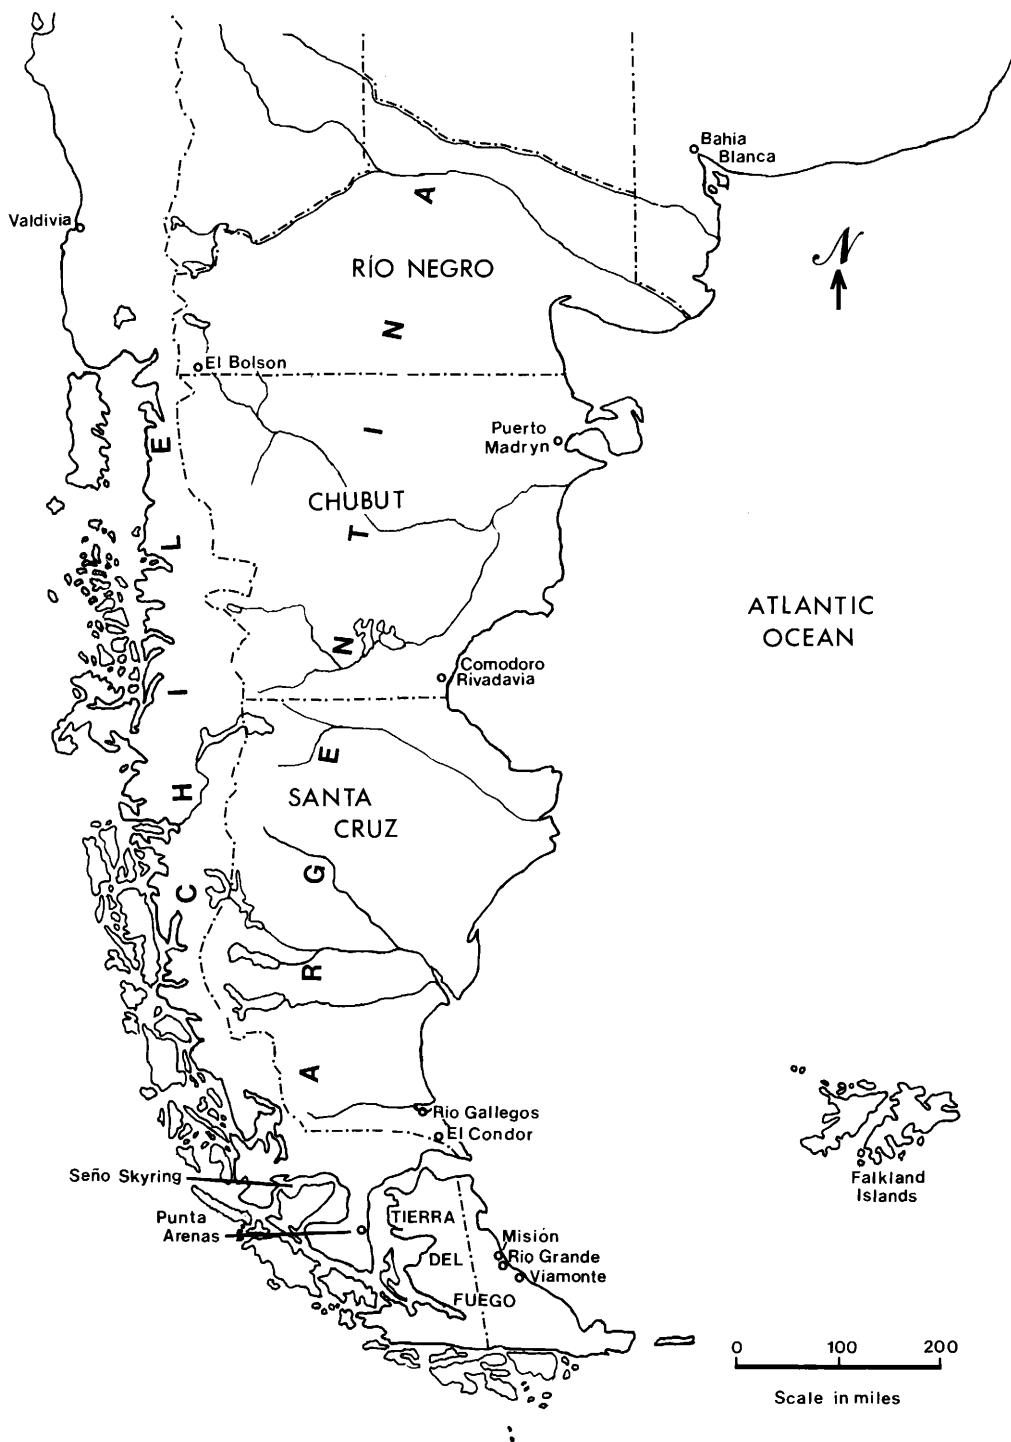 Bahia
Blanca
Valdivia
N
RÍO NEGRO
El Bolson
Puerto
Madryn
CHUBUT
ATLANTIC
OCEAN
Comodoro
Rivadavia
SANTA
CRUZ
CHILE
ARGENTINA
Rio Gallegos
El Condor
Seño Skyring
Falkland
Islands
Punta
Arenas
TIERRA
DEL
FUEGO
Misión
Rio Grande
Viamonte
0 100 200
Scale in miles